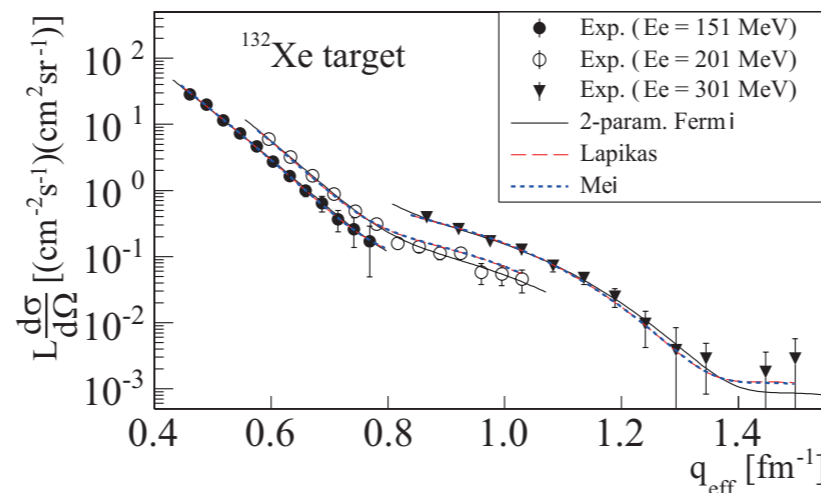 L dσ/dΩ [(cm⁻²s⁻¹)(cm²sr⁻¹)]
10²
10¹
10⁰
10⁻¹
10⁻²
10⁻³
¹³²Xe target
Exp. (Ee = 151 MeV)
Exp. (Ee = 201 MeV)
Exp. (Ee = 301 MeV)
2-param. Fermi
Lapikas
Mei
0.4 0.6 0.8 1.0 1.2 1.4
q_eff [fm⁻¹]